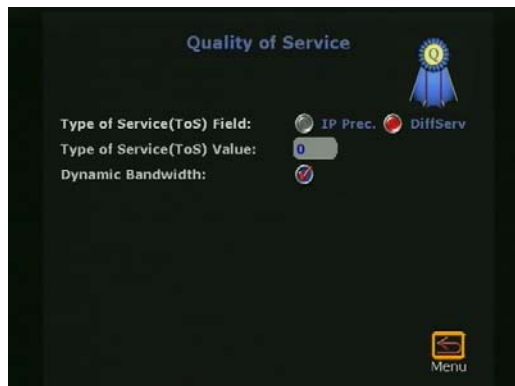 Quality of Service
Q
Type of Service(ToS) Field: IP Prec. DiffServ
Type of Service(ToS) Value: 0
Dynamic Bandwidth:
Menu